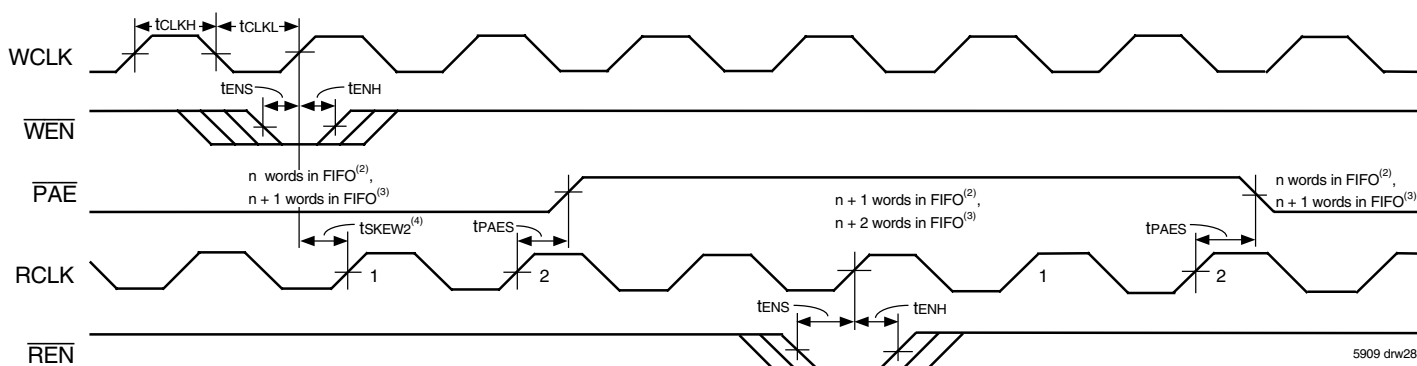 tCLKH tCLKL
WCLK
tENS tENH
WEN
n words in FIFO(2),
n + 1 words in FIFO(3)
PAE
n + 1 words in FIFO(2),
n + 2 words in FIFO(3)
n words in FIFO(2),
n + 1 words in FIFO(3)
tSKEW2(4) tPAES tPAES
RCLK 1 2 1 2
tENS tENH
REN
5909 drw28